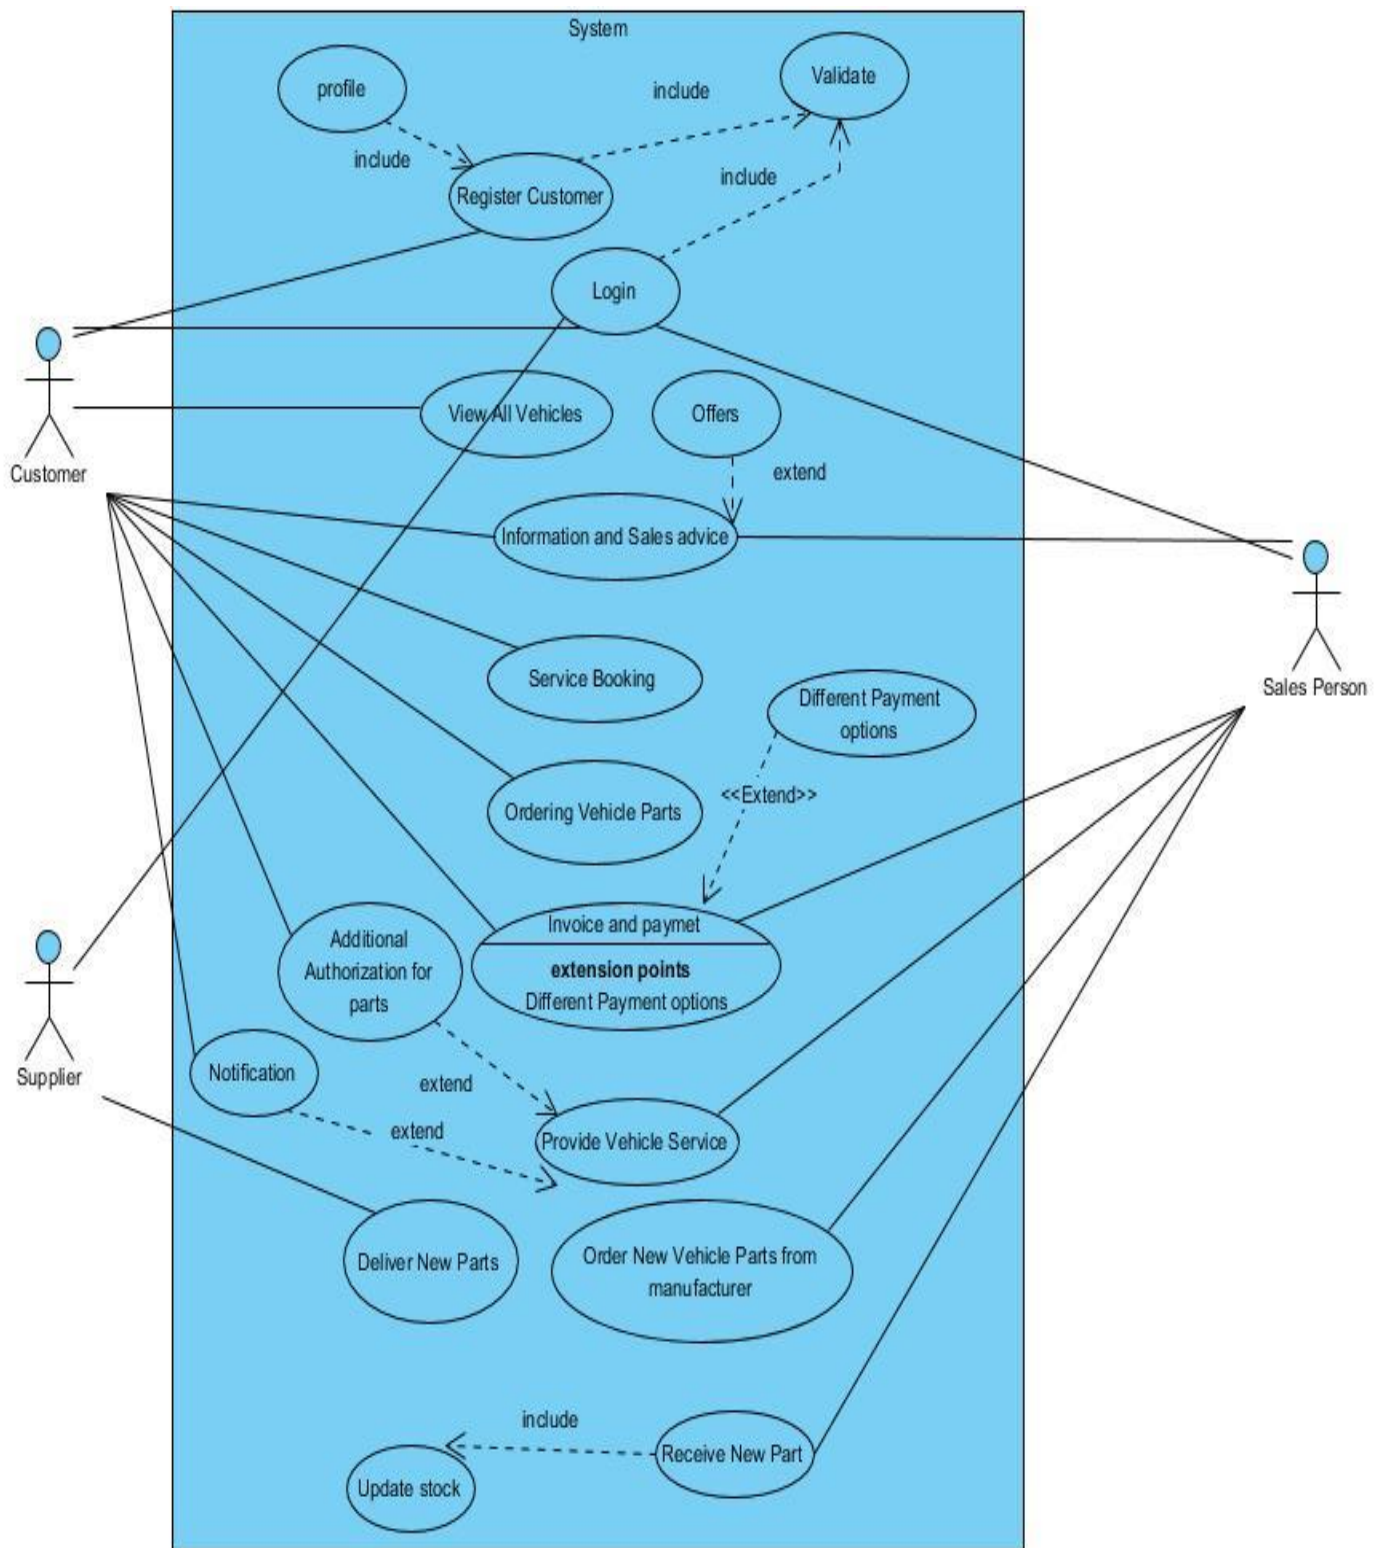 System
profile
Validate
include
include
include
Register Customer
Login
View All Vehicles
Offers
Customer
extend
Information and Sales advice
Service Booking
Different Payment
options
Sales Person
<<Extend>>
Ordering Vehicle Parts
Invoice and paymet
extension points
Different Payment options
Additional
Authorization for
parts
Notification
Supplier
extend
extend
Provide Vehicle Service
Deliver New Parts
Order New Vehicle Parts from
manufacturer
include
Receive New Part
Update stock